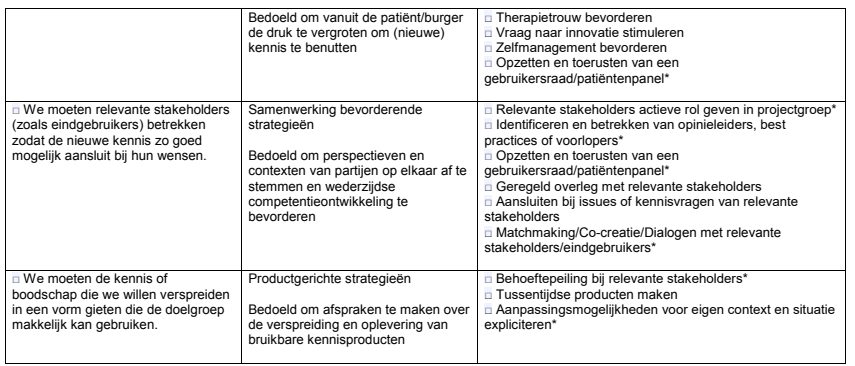 Bedoeld om vanuit de patiënt/burger
de druk te vergroten om (nieuwe)
kennis te benutten
□ Therapietrouw bevorderen
□ Vraag naar innovatie stimuleren
□ Zelfmanagement bevorderen
□ Opzetten en toerusten van een
gebruikersraad/patiëntenpanel*
□ We moeten relevante stakeholders
(zoals eindgebruikers) betrekken
zodat de nieuwe kennis zo goed
mogelijk aansluit bij hun wensen.
Samenwerking bevorderende
strategieën
Bedoeld om perspectieven en
contexten van partijen op elkaar af te
stemmen en wederzijdse
competentieontwikkeling te
bevorderen
□ Relevante stakeholders actieve rol geven in projectgroep*
□ Identificeren en betrekken van opinieleiders, best
practices of voorlopers*
□ Opzetten en toerusten van een
gebruikersraad/patiëntenpanel*
□ Geregeld overleg met relevante stakeholders
□ Aansluiten bij issues of kennisvragen van relevante
stakeholders
□ Matchmaking/Co-creatie/Dialogen met relevante
stakeholders/eindgebruikers*
□ We moeten de kennis of
boodschap die we willen verspreiden
in een vorm gieten die de doelgroep
makkelijk kan gebruiken.
Productgerichte strategieën
Bedoeld om afspraken te maken over
de verspreiding en oplevering van
bruikbare kennisproducten
□ Behoeftepeiling bij relevante stakeholders*
□ Tussentijdse producten maken
□ Aanpassingsmogelijkheden voor eigen context en situatie
expliciteren*